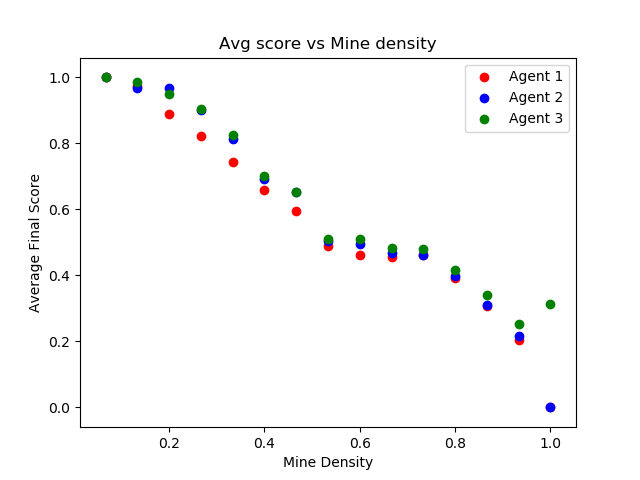 Avg score vs Mine density
Agent 1
Agent 2
Agent 3
Average Final Score
1.0
0.8
0.6
0.4
0.2
0.0
0.2 0.4 0.6 0.8 1.0
Mine Density